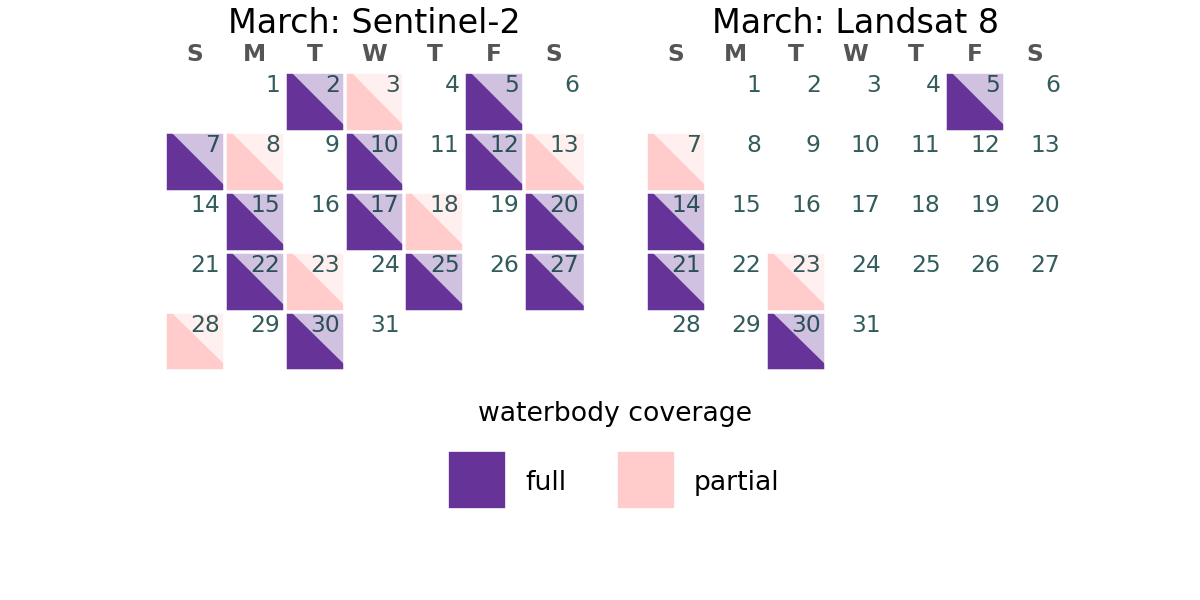 March: Sentinel-2
S M T W T F S
1 2 3 4 5 6
7 8 9 10 11 12 13
14 15 16 17 18 19 20
21 22 23 24 25 26 27
28 29 30 31
March: Landsat 8
S M T W T F S
1 2 3 4 5 6
7 8 9 10 11 12 13
14 15 16 17 18 19 20
21 22 23 24 25 26 27
28 29 30 31
waterbody coverage
full
partial